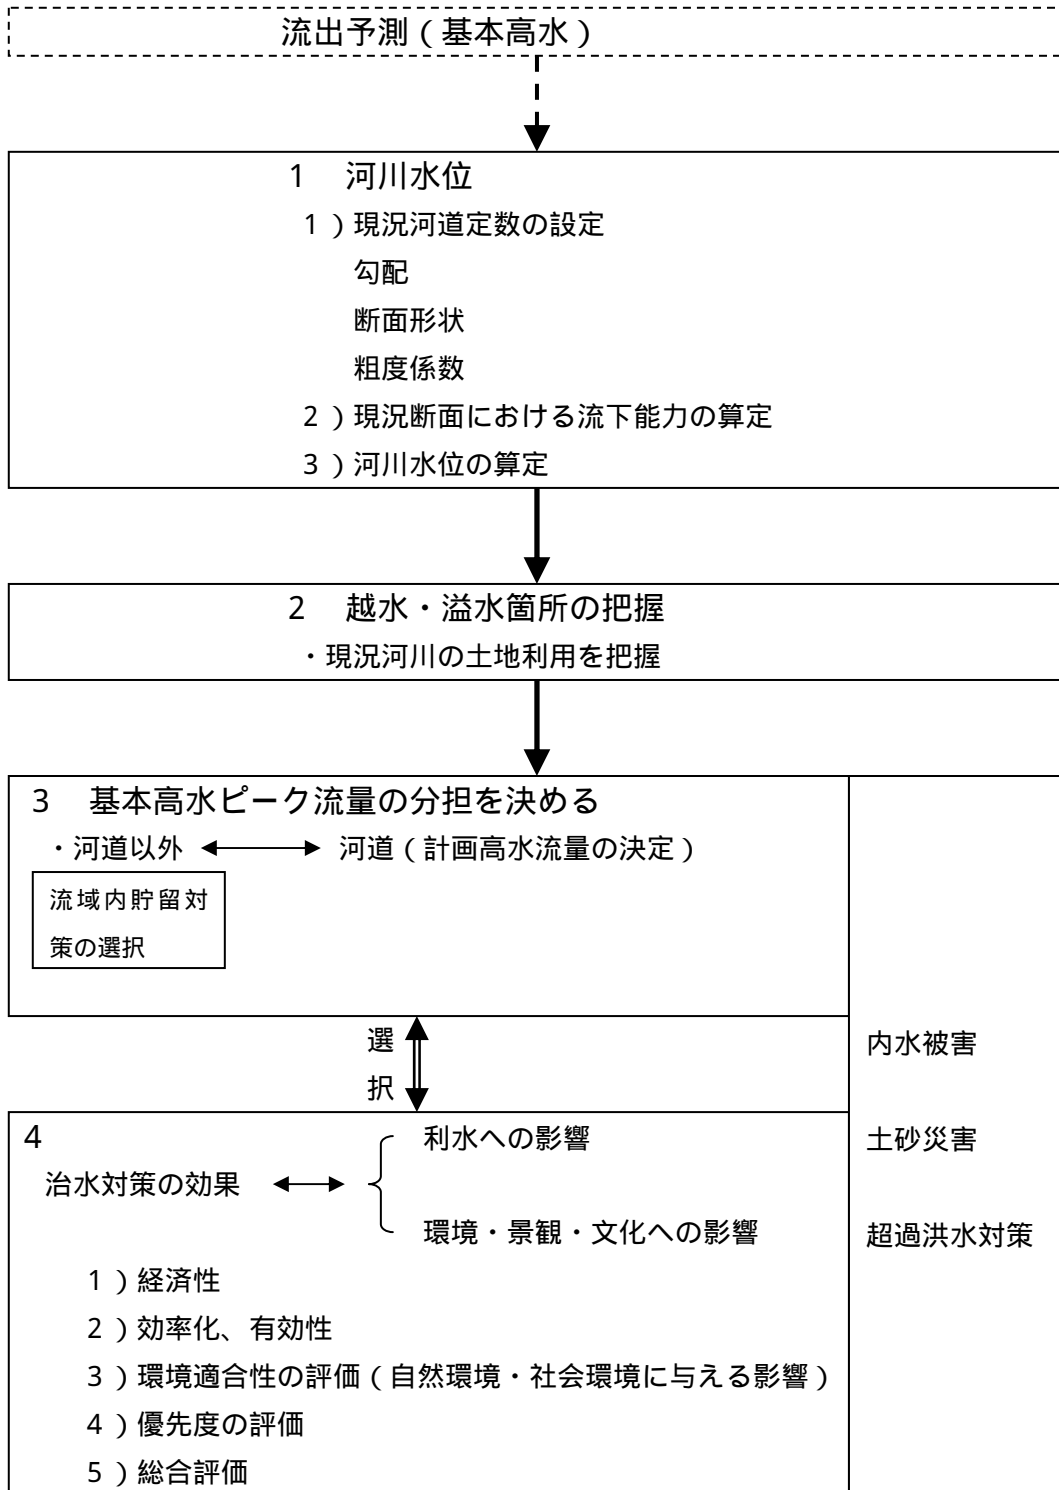 流出予測（基本高水）
1　河川水位
1）現況河道定数の設定
勾配
断面形状
粗度係数
2）現況断面における流下能力の算定
3）河川水位の算定
2　越水・溢水箇所の把握
・現況河川の土地利用を把握
3　基本高水ピーク流量の分担を決める
・河道以外 河道（計画高水流量の決定）
流域内貯留対
策の選択
選
択
内水被害
4
利水への影響
土砂災害
治水対策の効果
環境・景観・文化への影響
超過洪水対策
1）経済性
2）効率化、有効性
3）環境適合性の評価（自然環境・社会環境に与える影響）
4）優先度の評価
5）総合評価